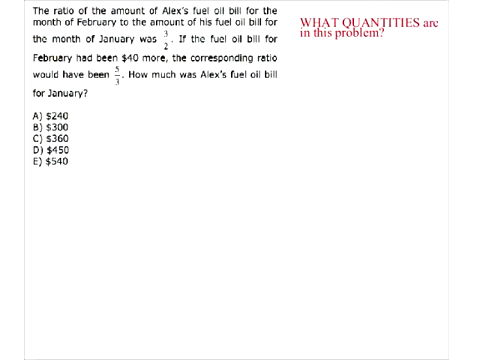 The ratio of the amount of Alex's fuel oil bill for the
month of February to the amount of his fuel oil bill for
the month of January was 3/2. If the fuel oil bill for
February had been $40 more, the corresponding ratio
would have been 5/3. How much was Alex's fuel oil bill
for January?
A) $240
B) $300
C) $360
D) $450
E) $540
WHAT QUANTITIES are
in this problem?